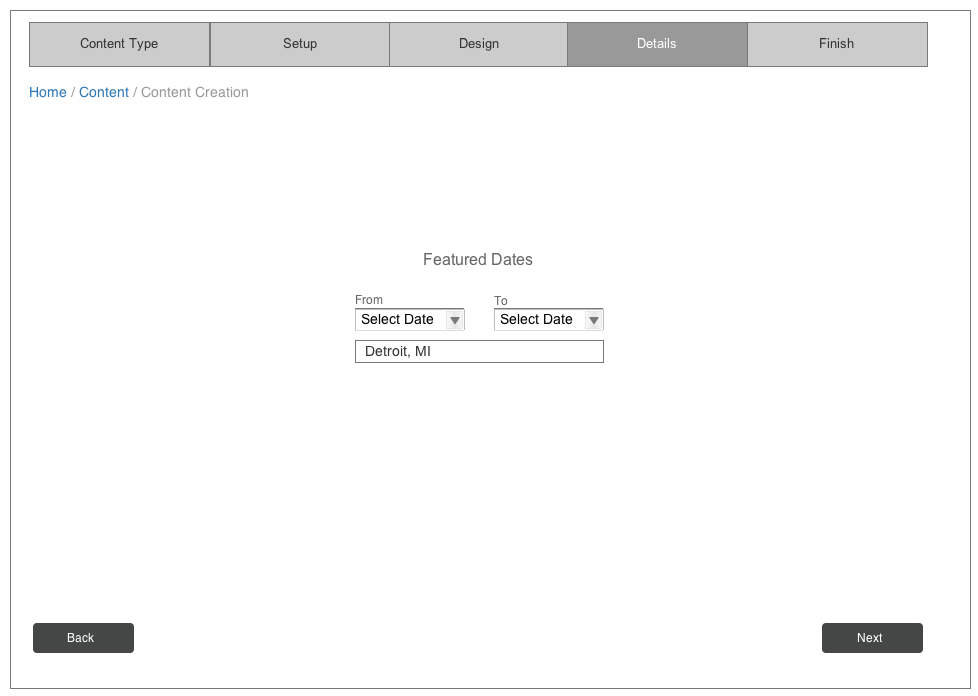 Content Type Setup Design Details Finish
Home / Content / Content Creation
Featured Dates
From To
Select Date Select Date
Detroit, MI
Back Next